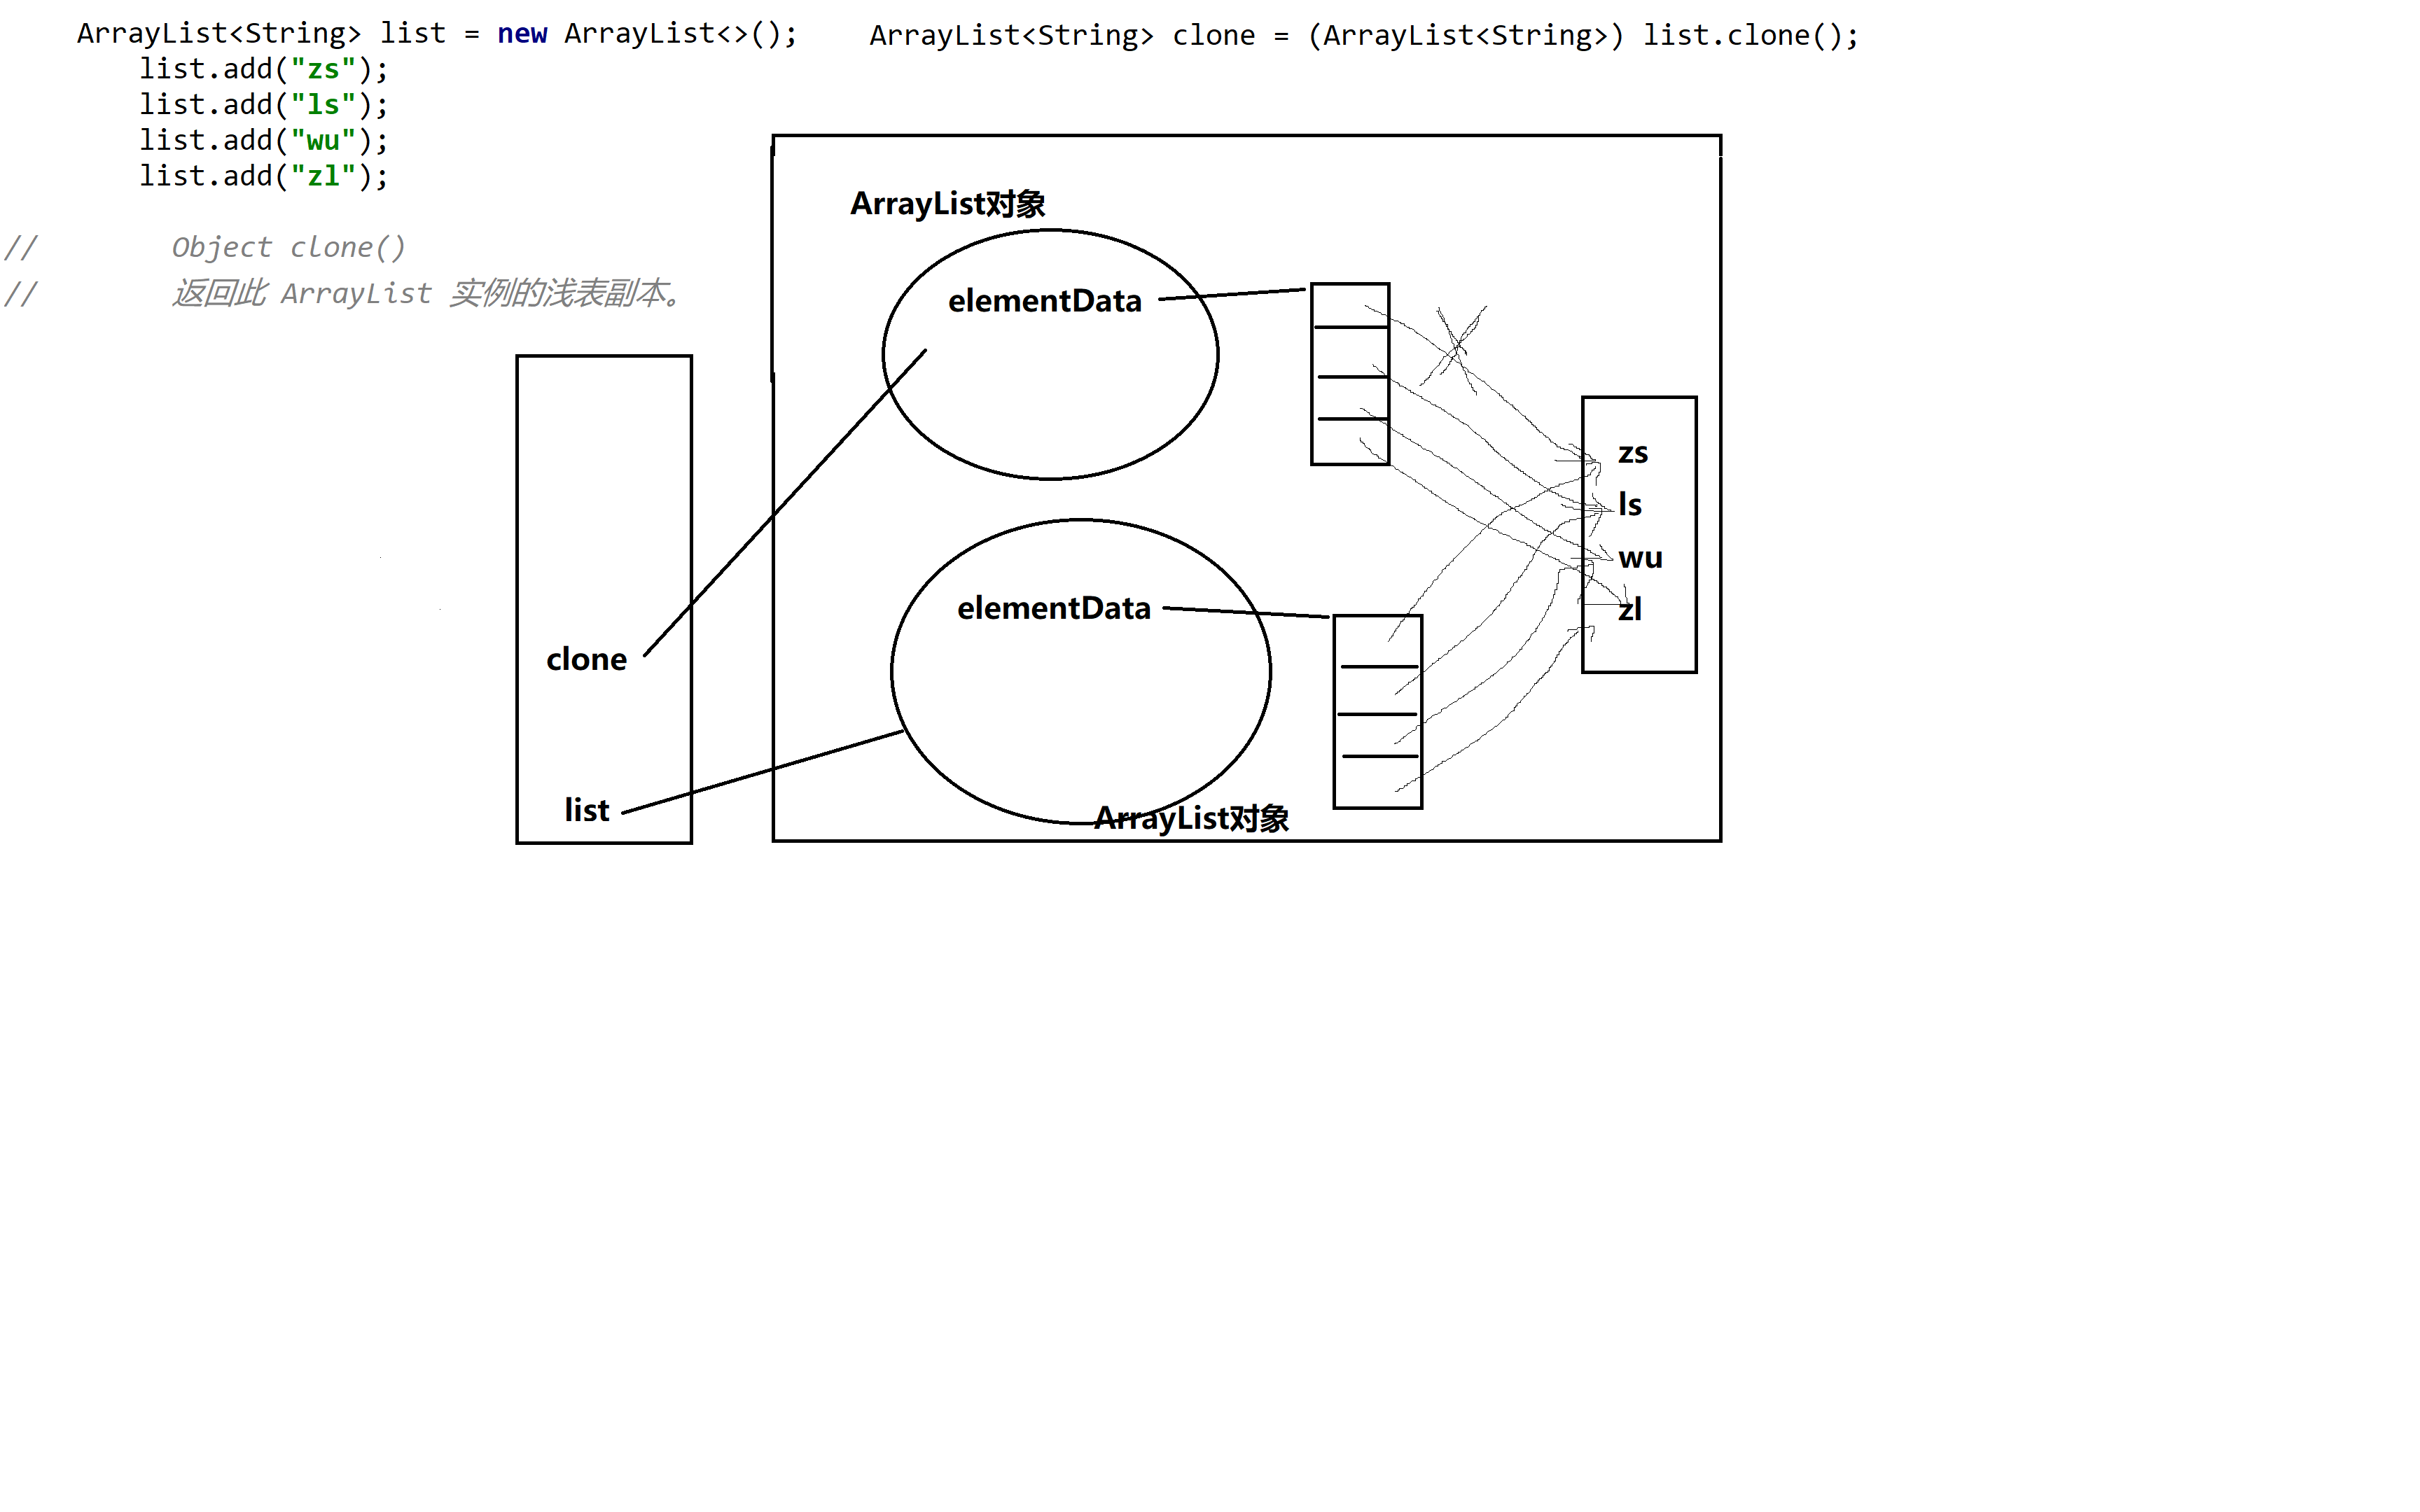 ArrayList<String> list = new ArrayList<>();
ArrayList<String> clone = (ArrayList<String>) list.clone();
list.add("zs");
list.add("ls");
list.add("wu");
list.add("zl");
// Object clone()
// 返回此 ArrayList 实例的浅表副本。
ArrayList对象
elementData
zs
ls
wu
zl
elementData
clone
list
ArrayList对象